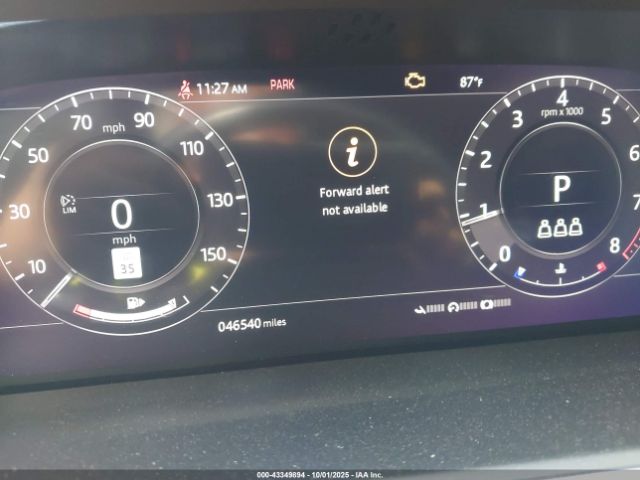 11:27 AM PARK 87°F
10 30 50 70 90 110 130 150
mph
LIM
0
mph
35
i
Forward alert
not available
046540 miles
0 1 2 3 4 5 6 7 8
rpm x 1000
P
000-43349894 - 10/01/2025 - IAA Inc.